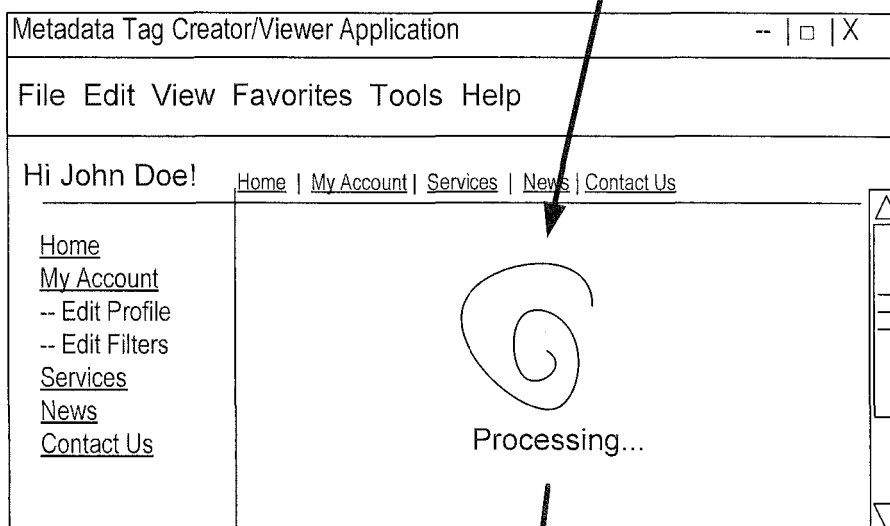 Metadata Tag Creator/Viewer Application -- | □ | X
File Edit View Favorites Tools Help
Hi John Doe!
Home | My Account | Services | News | Contact Us
Home
My Account
-- Edit Profile
-- Edit Filters
Services
News
Contact Us
Processing...